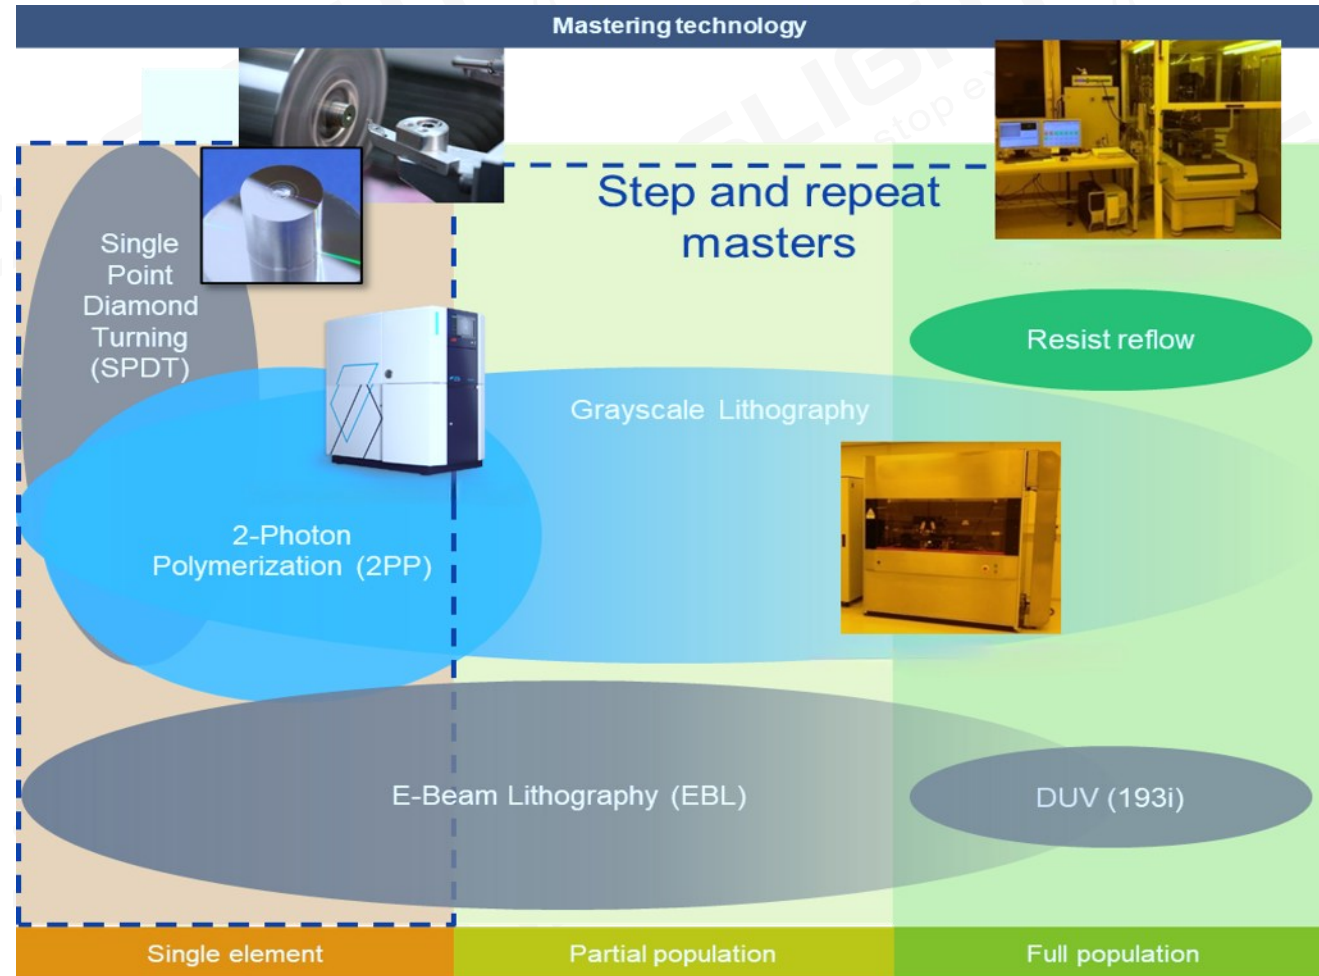 Mastering technology
Step and repeat
masters
Single
Point
Diamond
Turning
(SPDT)
Resist reflow
Grayscale Lithography
2-Photon
Polymerization (2PP)
E-Beam Lithography (EBL)
DUV (193i)
Single element
Partial population
Full population